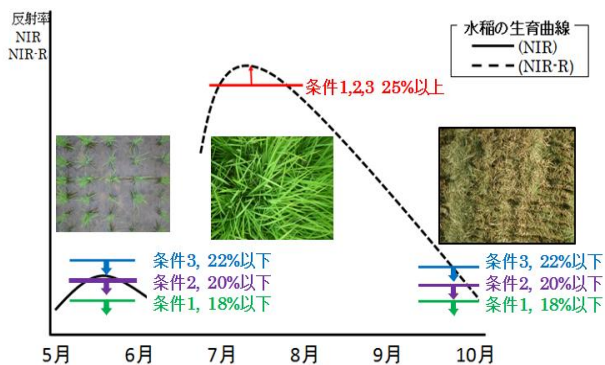 反射率
NIR
NIR-R
水稲の生育曲線
(NIR)
(NIR-R)
条件1,2,3 25%以上
条件3, 22%以下
条件2, 20%以下
条件1, 18%以下
条件3, 22%以下
条件2, 20%以下
条件1, 18%以下
5月 6月 7月 8月 9月 10月